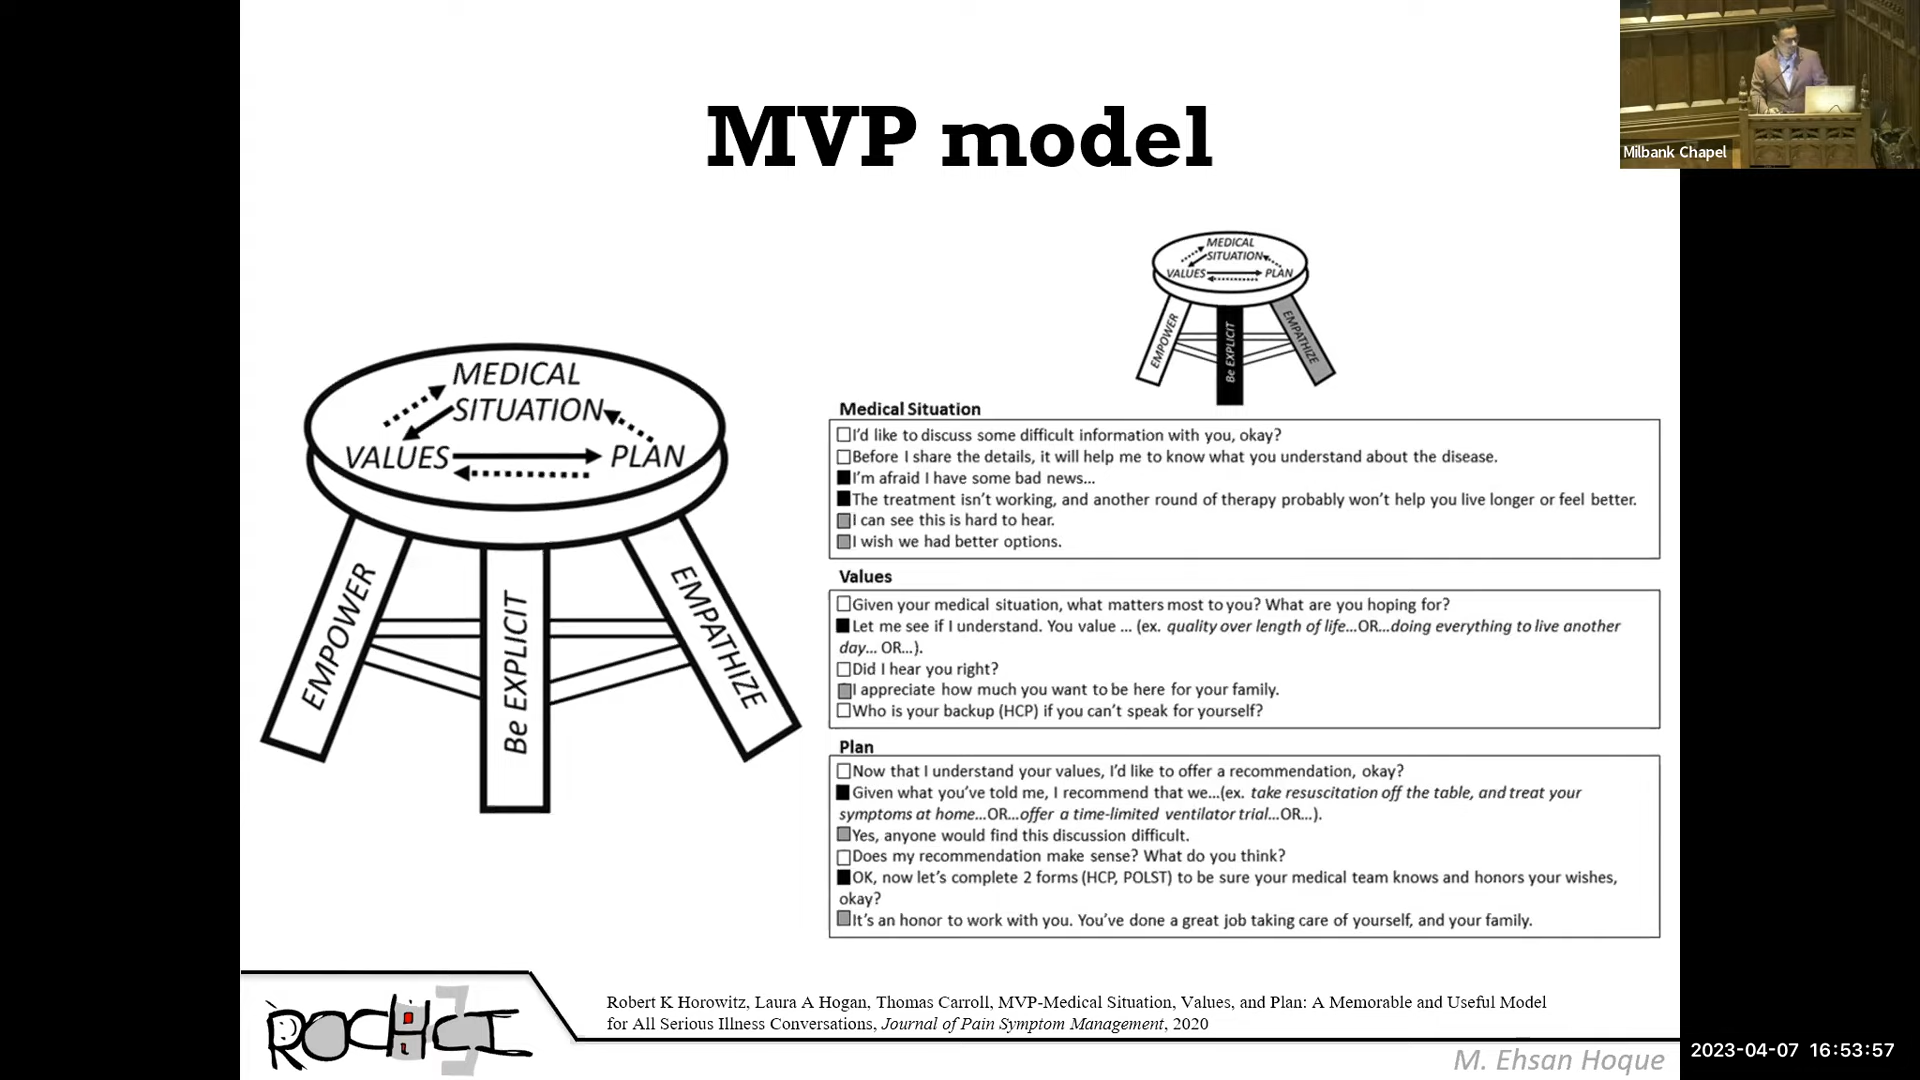 MVP model
Milbank Chapel
MEDICAL
SITUATION
VALUES
PLAN
EMPOWER
Be EXPLICIT
EMPATHIZE
MEDICAL
SITUATION
VALUES
PLAN
EMPOWER
Be EXPLICIT
EMPATHIZE
Medical Situation
I'd like to discuss some difficult information with you, okay?
Before I share the details, it will help me to know what you understand about the disease.
I'm afraid I have some bad news...
The treatment isn't working, and another round of therapy probably won't help you live longer or feel better.
I can see this is hard to hear.
I wish we had better options.
Values
Given your medical situation, what matters most to you? What are you hoping for?
Let me see if I understand. You value ... (ex. quality over length of life...OR...doing everything to live another
day... OR...).
Did I hear you right?
I appreciate how much you want to be here for your family.
Who is your backup (HCP) if you can't speak for yourself?
Plan
Now that I understand your values, I'd like to offer a recommendation, okay?
Given what you've told me, I recommend that we...(ex. take resuscitation off the table, and treat your
symptoms at home...OR...offer a time-limited ventilator trial...OR...).
Yes, anyone would find this discussion difficult.
Does my recommendation make sense? What do you think?
OK, now let's complete 2 forms (HCP, POLST) to be sure your medical team knows and honors your wishes,
okay?
It's an honor to work with you. You've done a great job taking care of yourself, and your family.
ROCHCI
Robert K Horowitz, Laura A Hogan, Thomas Carroll, MVP-Medical Situation, Values, and Plan: A Memorable and Useful Model
for All Serious Illness Conversations, Journal of Pain Symptom Management, 2020
M. Ehsan Hoque
2023-04-07 16:53:57